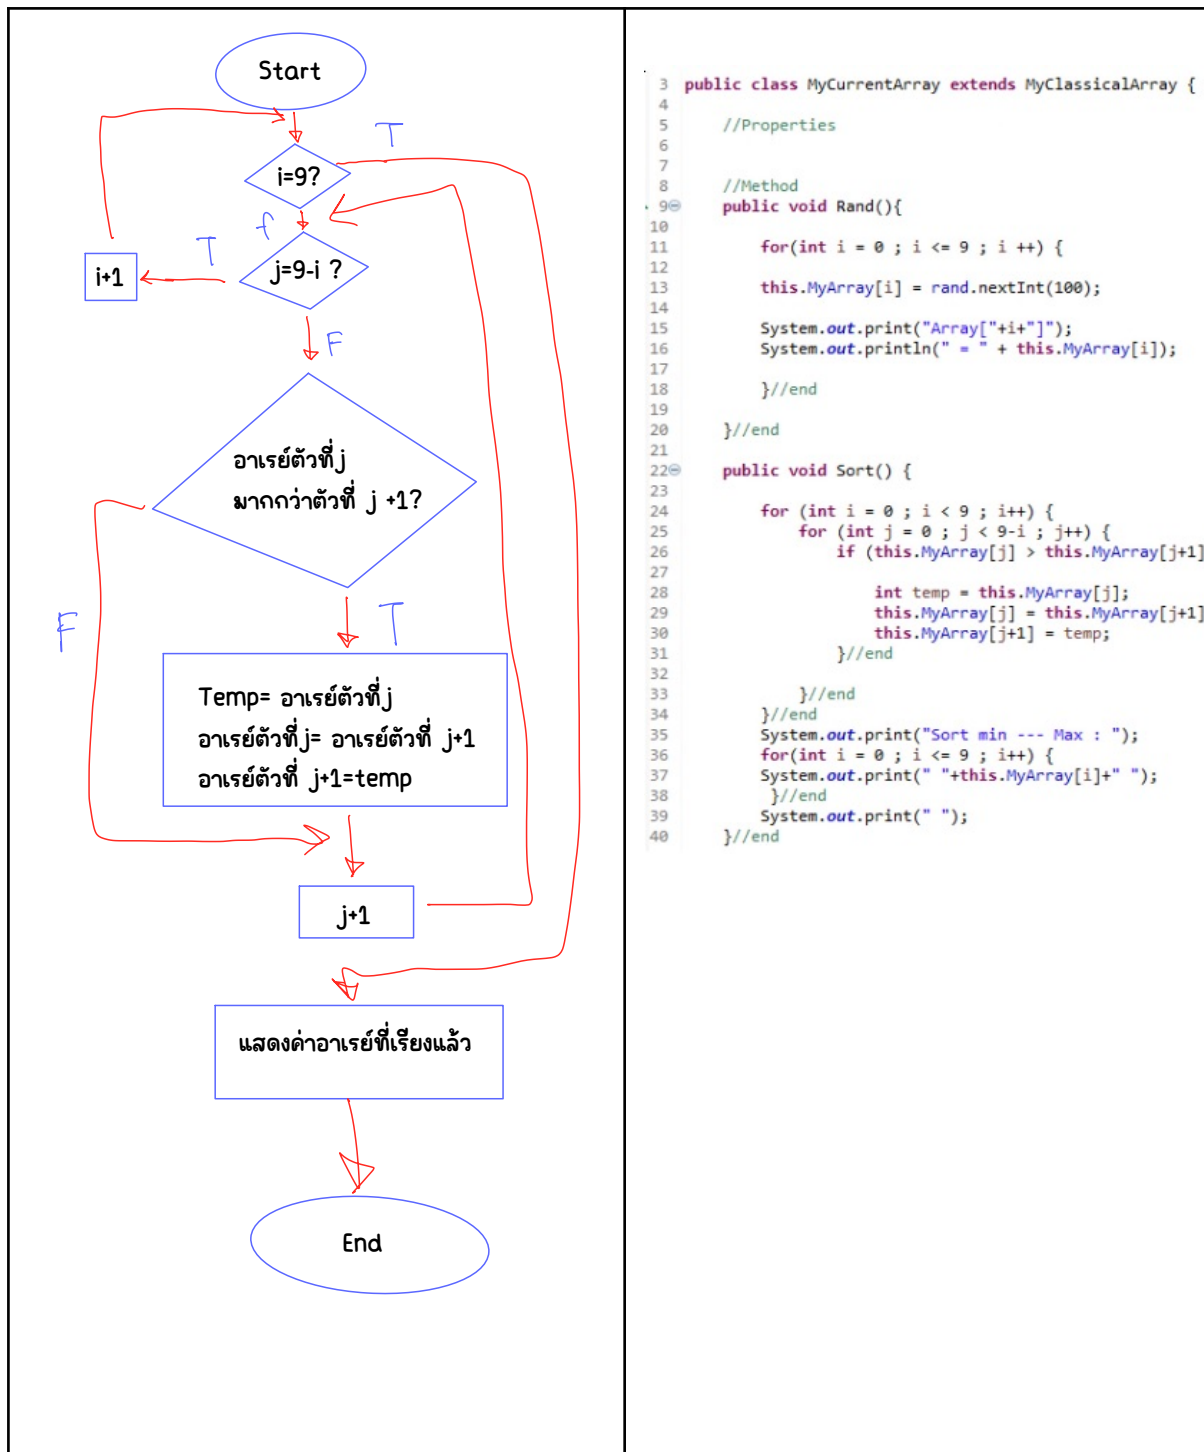 Start
T
i=9?
f
T
j=9-i ?
i+1
F
อาเรย์ตัวที่ j
มากกว่าตัวที่ j +1?
F
T
Temp= อาเรย์ตัวที่ j
อาเรย์ตัวที่ j= อาเรย์ตัวที่ j+1
อาเรย์ตัวที่ j+1=temp
j+1
แสดงค่าอาเรย์ที่เรียงแล้ว
End
3 public class MyCurrentArray extends MyClassicalArray {
4
5 //Properties
6
7
8 //Method
9 public void Rand(){
10
11 for(int i = 0 ; i <= 9 ; i ++) {
12
13 this.MyArray[i] = rand.nextInt(100);
14
15 System.out.print("Array["+i+"]");
16 System.out.println(" = " + this.MyArray[i]);
17
18 }//end
19
20 }//end
21
22 public void Sort() {
23
24 for (int i = 0 ; i < 9 ; i++) {
25 for (int j = 0 ; j < 9-i ; j++) {
26 if (this.MyArray[j] > this.MyArray[j+1]
27
28 int temp = this.MyArray[j];
29 this.MyArray[j] = this.MyArray[j+1]
30 this.MyArray[j+1] = temp;
31 }//end
32
33 }//end
34 }//end
35 System.out.print("Sort min --- Max : ");
36 for(int i = 0 ; i <= 9 ; i++) {
37 System.out.print(" "+this.MyArray[i]+" ");
38 }//end
39 System.out.print(" ");
40 }//end